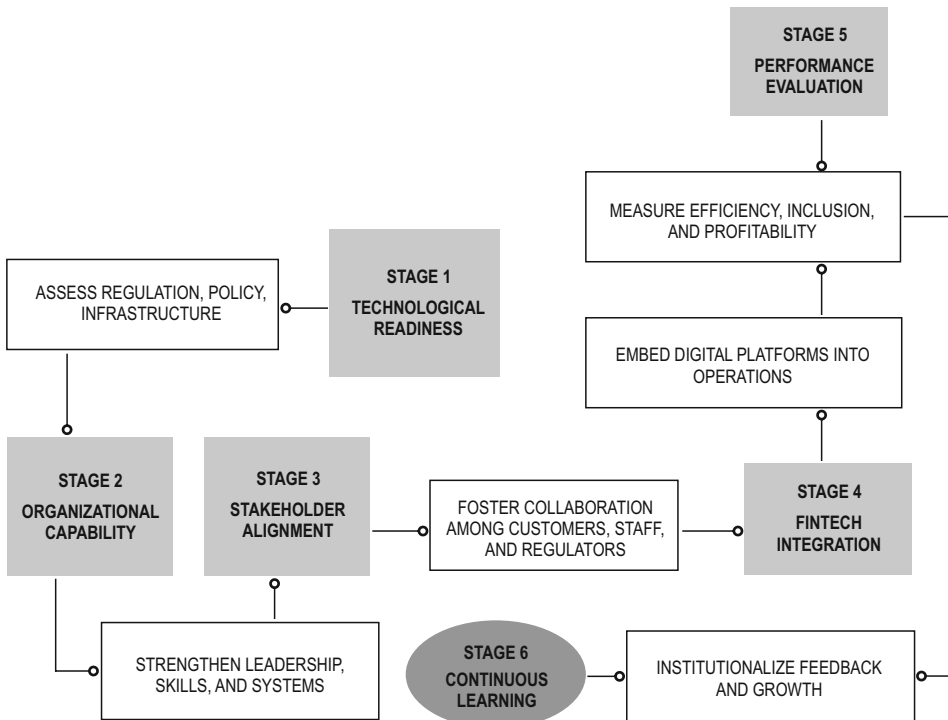 STAGE 1
TECHNOLOGICAL
READINESS
ASSESS REGULATION, POLICY,
INFRASTRUCTURE
STAGE 2
ORGANIZATIONAL
CAPABILITY
STRENGTHEN LEADERSHIP,
SKILLS, AND SYSTEMS
STAGE 3
STAKEHOLDER
ALIGNMENT
FOSTER COLLABORATION
AMONG CUSTOMERS, STAFF,
AND REGULATORS
STAGE 4
FINTECH
INTEGRATION
EMBED DIGITAL PLATFORMS INTO
OPERATIONS
STAGE 5
PERFORMANCE
EVALUATION
MEASURE EFFICIENCY, INCLUSION,
AND PROFITABILITY
STAGE 6
CONTINUOUS
LEARNING
INSTITUTIONALIZE FEEDBACK
AND GROWTH